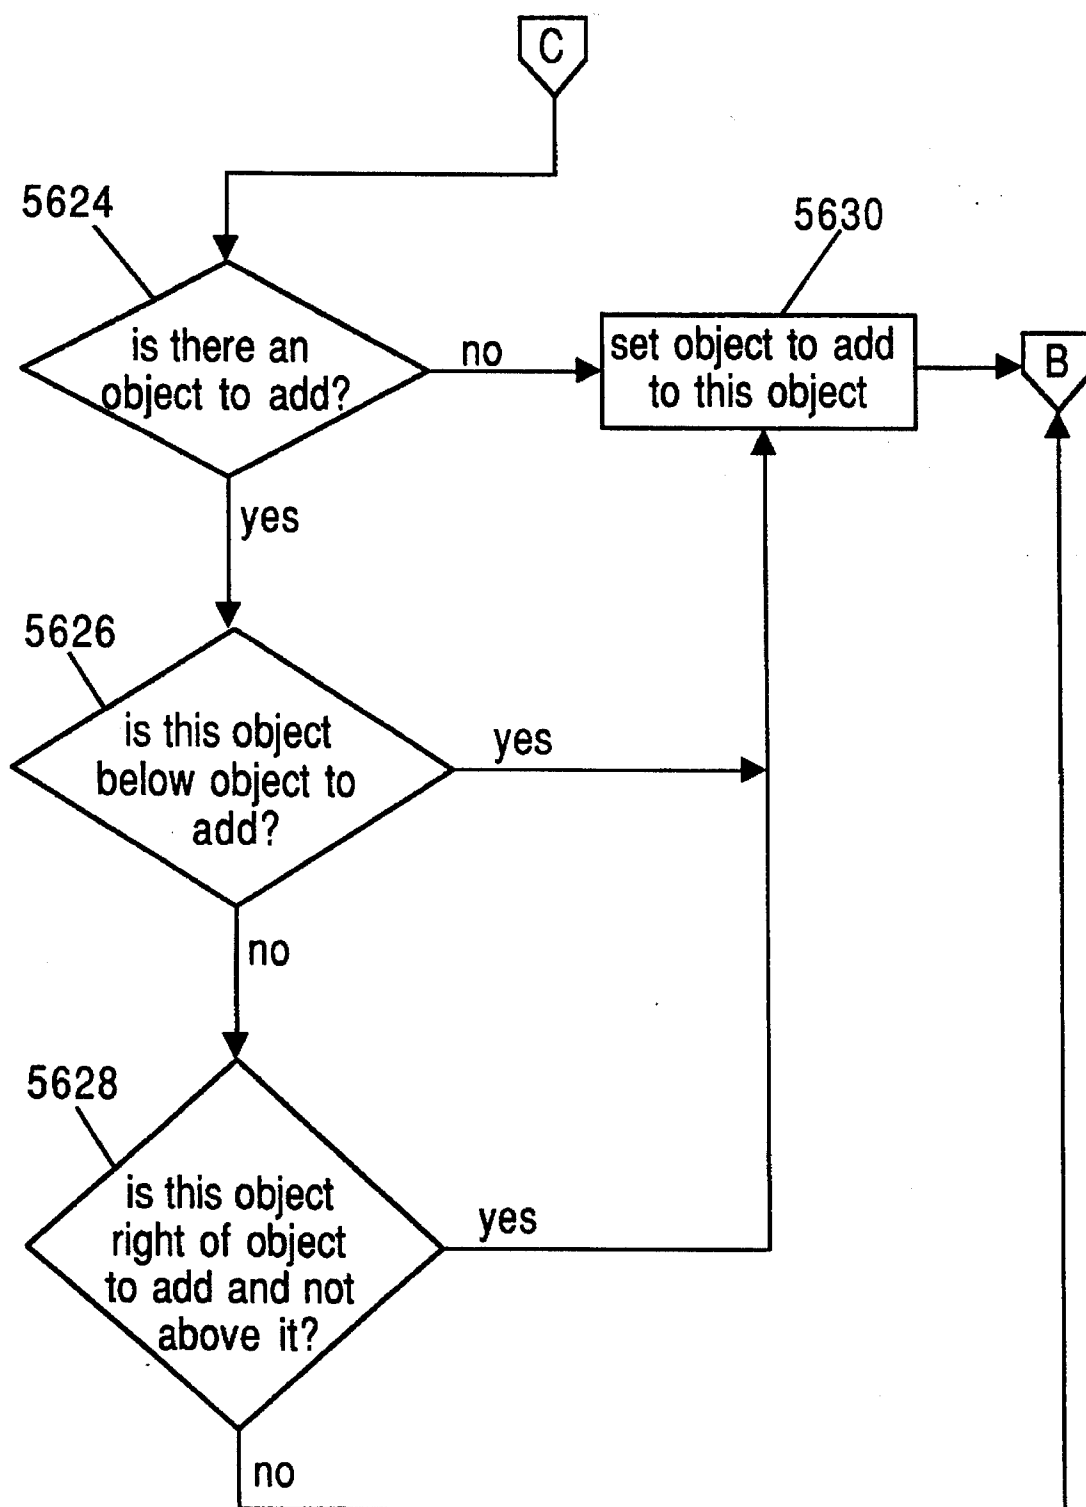 C
5624
is there an
object to add?
no
5630
set object to add
to this object
B
yes
5626
is this object
below object to
add?
yes
no
5628
is this object
right of object
to add and not
above it?
yes
no